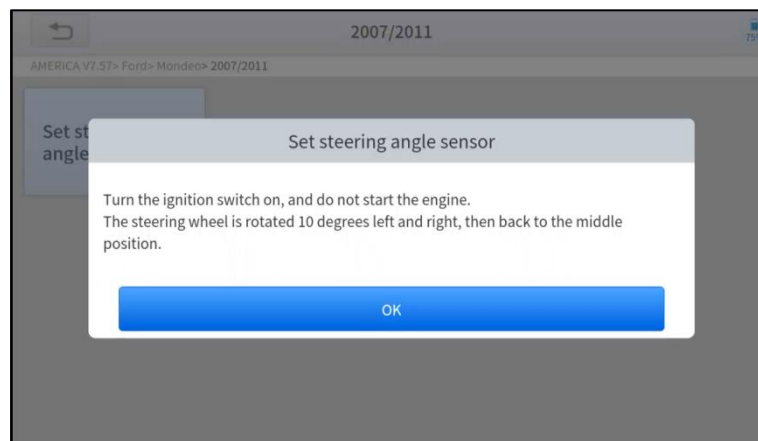 2007/2011
75%
AMERICA V7.57> Ford> Mondeo> 2007/2011
Set st
angle
Set steering angle sensor
Turn the ignition switch on, and do not start the engine.
The steering wheel is rotated 10 degrees left and right, then back to the middle
position.
OK